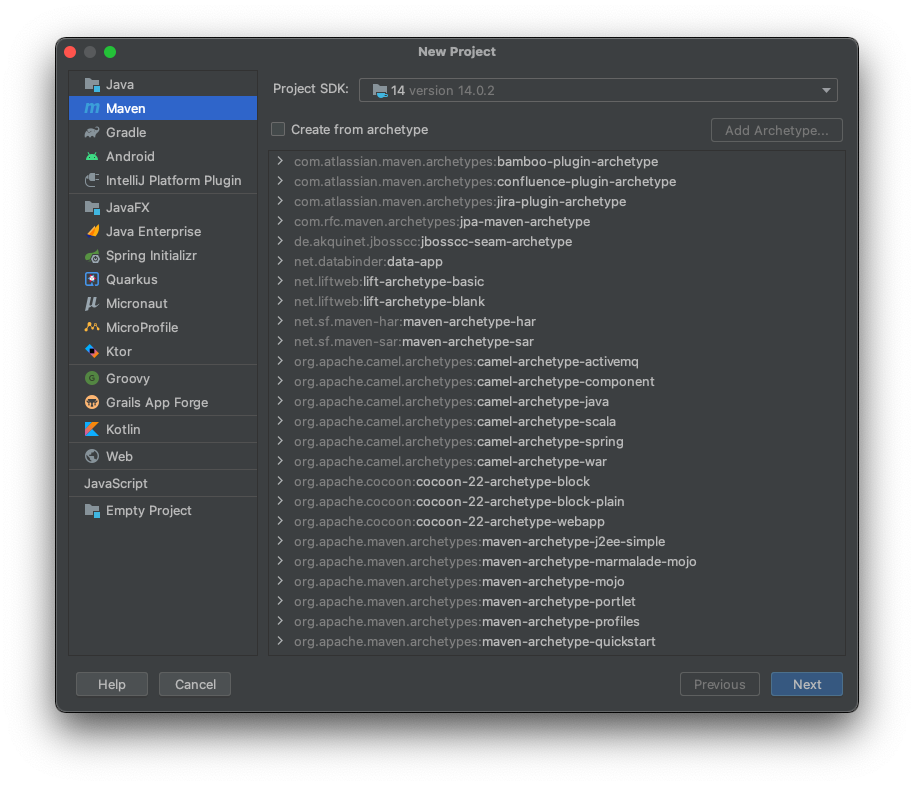 New Project
Java
Maven
Gradle
Android
IntelliJ Platform Plugin
JavaFX
Java Enterprise
Spring Initializr
Quarkus
Micronaut
MicroProfile
Ktor
Groovy
Grails App Forge
Kotlin
Web
JavaScript
Empty Project
Project SDK: 14 version 14.0.2
Create from archetype Add Archetype...
com.atlassian.maven.archetypes:bamboo-plugin-archetype
com.atlassian.maven.archetypes:confluence-plugin-archetype
com.atlassian.maven.archetypes:jira-plugin-archetype
com.rfc.maven.archetypes:jpa-maven-archetype
de.akquinet.jbosscc:jbosscc-seam-archetype
net.databinder:data-app
net.liftweb:lift-archetype-basic
net.liftweb:lift-archetype-blank
net.sf.maven-har:maven-archetype-har
net.sf.maven-sar:maven-archetype-sar
org.apache.camel.archetypes:camel-archetype-activemq
org.apache.camel.archetypes:camel-archetype-component
org.apache.camel.archetypes:camel-archetype-java
org.apache.camel.archetypes:camel-archetype-scala
org.apache.camel.archetypes:camel-archetype-spring
org.apache.camel.archetypes:camel-archetype-war
org.apache.cocoon:cocoon-22-archetype-block
org.apache.cocoon:cocoon-22-archetype-block-plain
org.apache.cocoon:cocoon-22-archetype-webapp
org.apache.maven.archetypes:maven-archetype-j2ee-simple
org.apache.maven.archetypes:maven-archetype-marmalade-mojo
org.apache.maven.archetypes:maven-archetype-mojo
org.apache.maven.archetypes:maven-archetype-portlet
org.apache.maven.archetypes:maven-archetype-profiles
org.apache.maven.archetypes:maven-archetype-quickstart
Help Cancel Previous Next